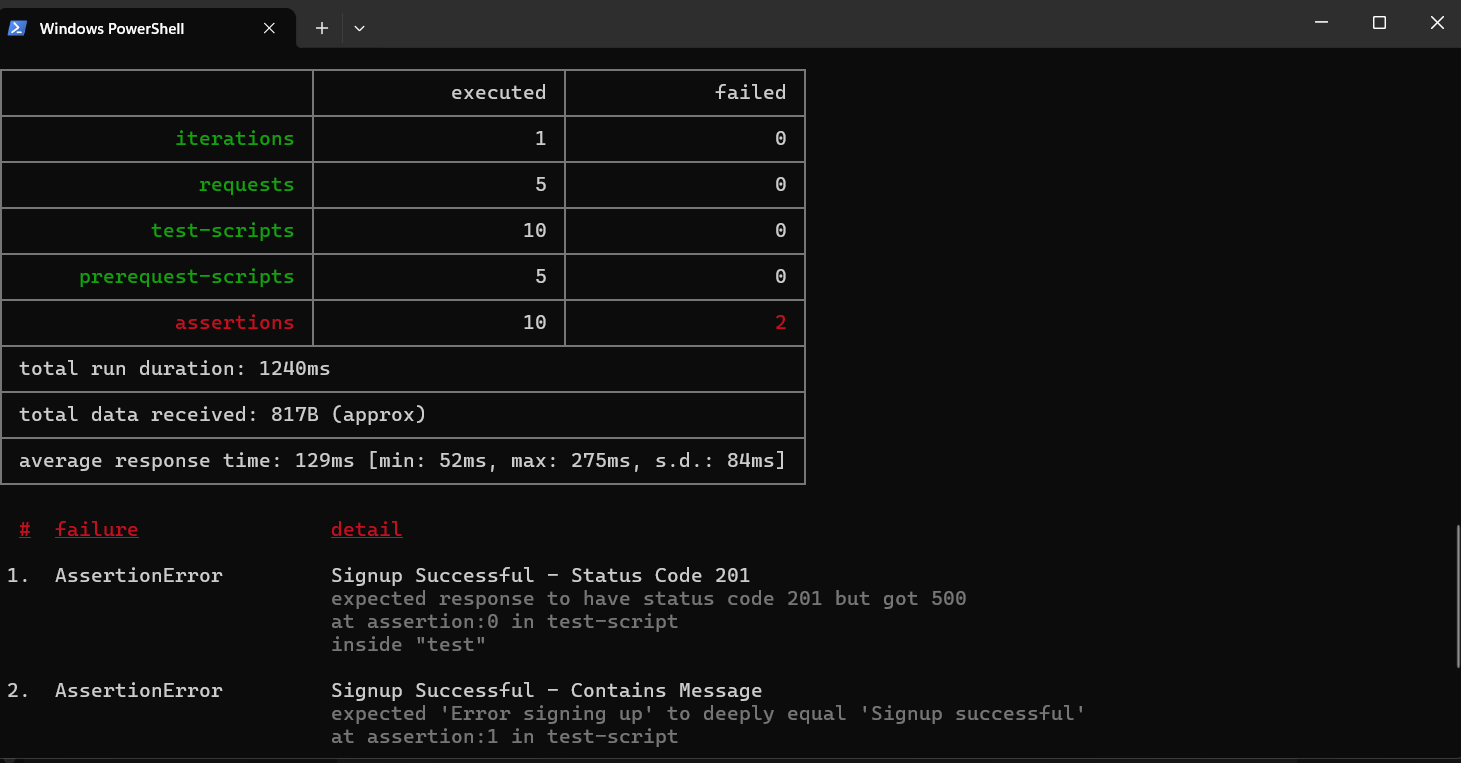 Windows PowerShell
executed failed
iterations 1 0
requests 5 0
test-scripts 10 0
prerequest-scripts 5 0
assertions 10 2
total run duration: 1240ms
total data received: 817B (approx)
average response time: 129ms [min: 52ms, max: 275ms, s.d.: 84ms]
# failure detail
1. AssertionError Signup Successful - Status Code 201
expected response to have status code 201 but got 500
at assertion:0 in test-script
inside "test"
2. AssertionError Signup Successful - Contains Message
expected 'Error signing up' to deeply equal 'Signup successful'
at assertion:1 in test-script